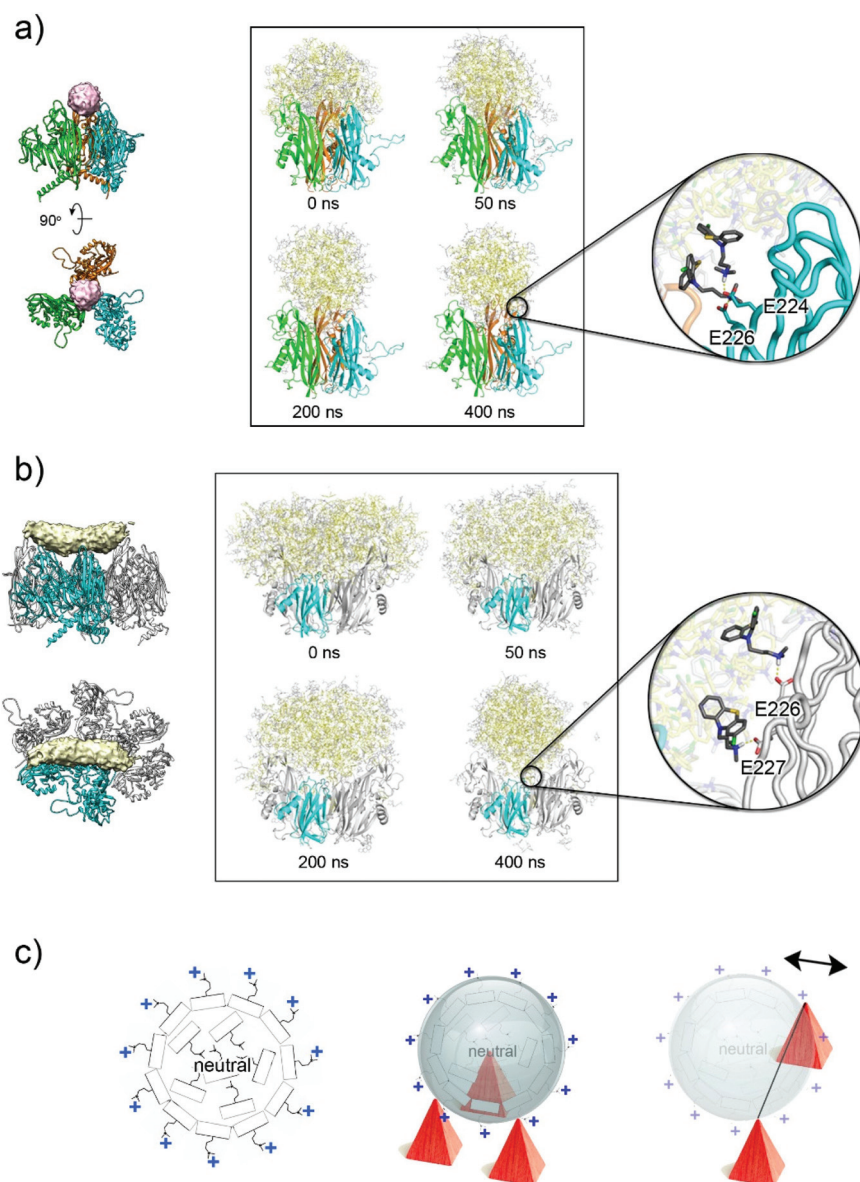 a)
90°
0 ns
50 ns
200 ns
400 ns
E224
E226
b)
0 ns
50 ns
200 ns
400 ns
E226
E227
c)
+ + + + + + + + + + +
neutral
neutral
neutral